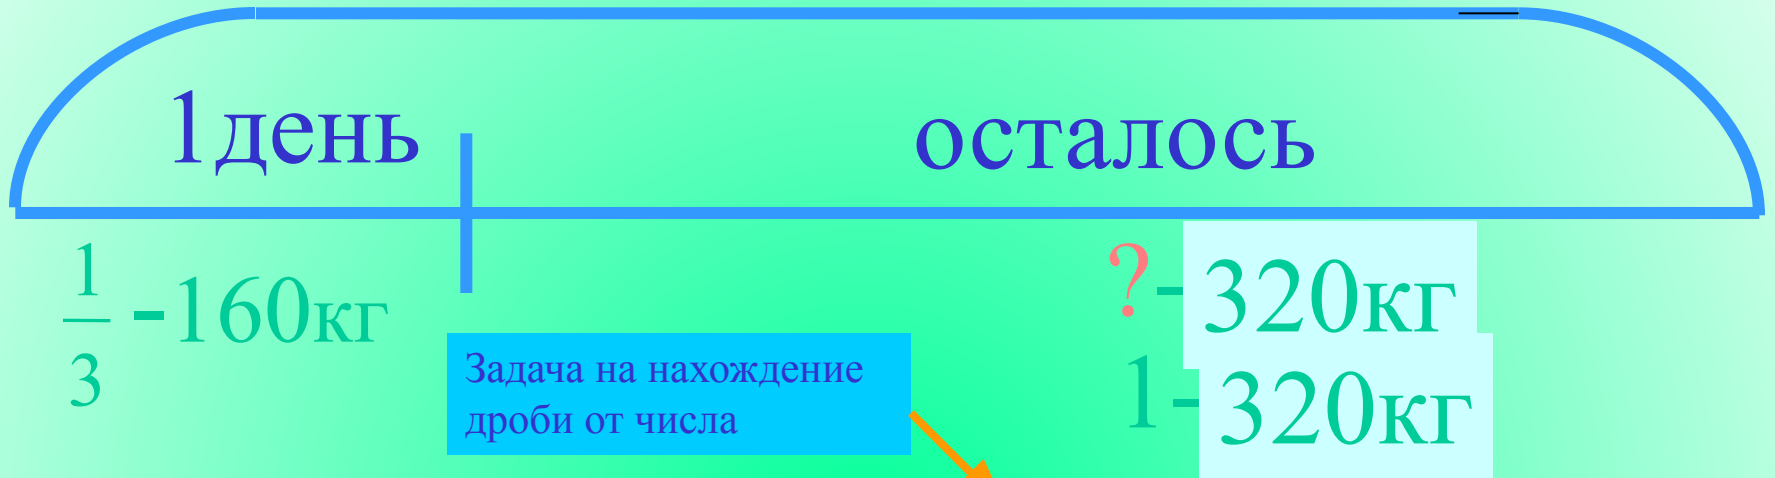 1день осталось
1/3 -160кг ?-320кг
Задача на нахождение
дроби от числа
1-320кг